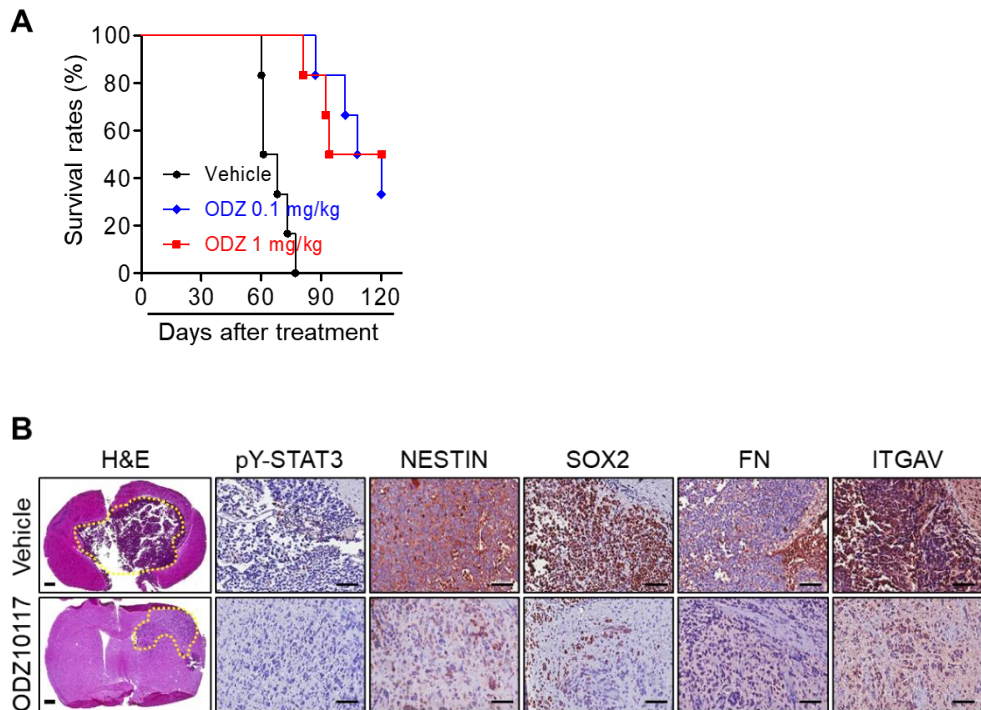 A
Survival rates (%)
100
80
60
40
20
0
Vehicle
ODZ 0.1 mg/kg
ODZ 1 mg/kg
0 30 60 90 120
Days after treatment
B
H&E pY-STAT3 NESTIN SOX2 FN ITGAV
Vehicle
ODZ10117